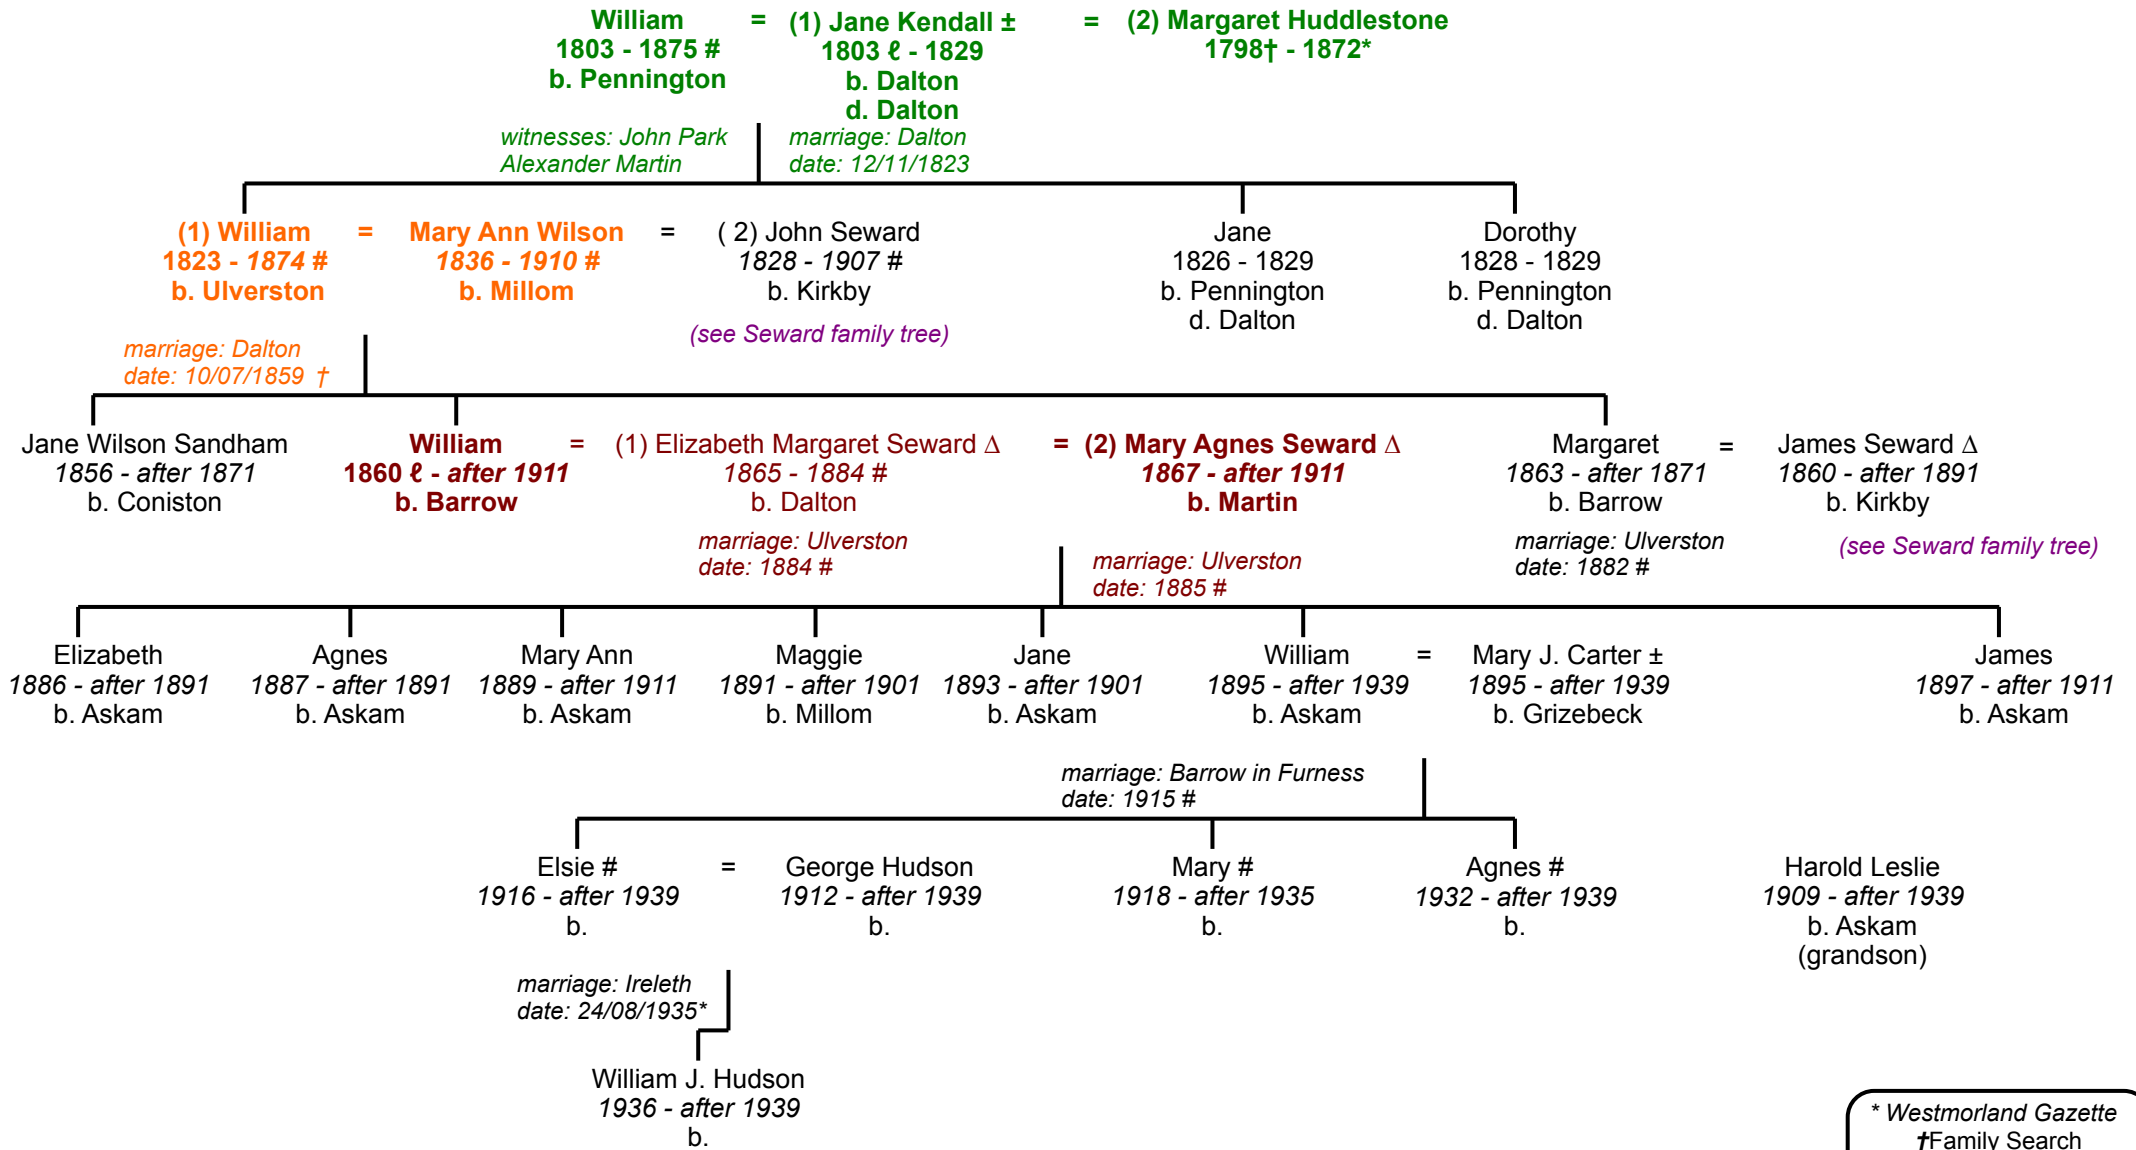 William = (1) Jane Kendall ± = (2) Margaret Huddlestone
1803 - 1875 # 1803 ℓ - 1829 1798† - 1872*
b. Pennington b. Dalton
d. Dalton
witnesses: John Park marriage: Dalton
Alexander Martin date: 12/11/1823
(1) William = Mary Ann Wilson = ( 2) John Seward Jane Dorothy
1823 - 1874 # 1836 - 1910 # 1828 - 1907 # 1826 - 1829 1828 - 1829
b. Ulverston b. Millom b. Kirkby b. Pennington b. Pennington
d. Dalton d. Dalton
(see Seward family tree)
marriage: Dalton
date: 10/07/1859 †
Jane Wilson Sandham William = (1) Elizabeth Margaret Seward Δ = (2) Mary Agnes Seward Δ Margaret = James Seward Δ
1856 - after 1871 1860 ℓ - after 1911 1865 - 1884 # 1867 - after 1911 1863 - after 1871 1860 - after 1891
b. Coniston b. Barrow b. Dalton b. Martin b. Barrow b. Kirkby
marriage: Ulverston marriage: Ulverston marriage: Ulverston (see Seward family tree)
date: 1884 # date: 1885 # date: 1882 #
Elizabeth Agnes Mary Ann Maggie Jane William = Mary J. Carter ± James
1886 - after 1891 1887 - after 1891 1889 - after 1911 1891 - after 1901 1893 - after 1901 1895 - after 1939 1895 - after 1939 1897 - after 1911
b. Askam b. Askam b. Askam b. Millom b. Askam b. Askam b. Grizebeck b. Askam
marriage: Barrow in Furness
date: 1915 #
Elsie # = George Hudson Mary # Agnes # Harold Leslie
1916 - after 1939 1912 - after 1939 1918 - after 1935 1932 - after 1939 1909 - after 1939
b. b. b. b. b. Askam
(grandson)
marriage: Ireleth
date: 24/08/1935*
William J. Hudson
1936 - after 1939
b.
* Westmorland Gazette
†Family Search